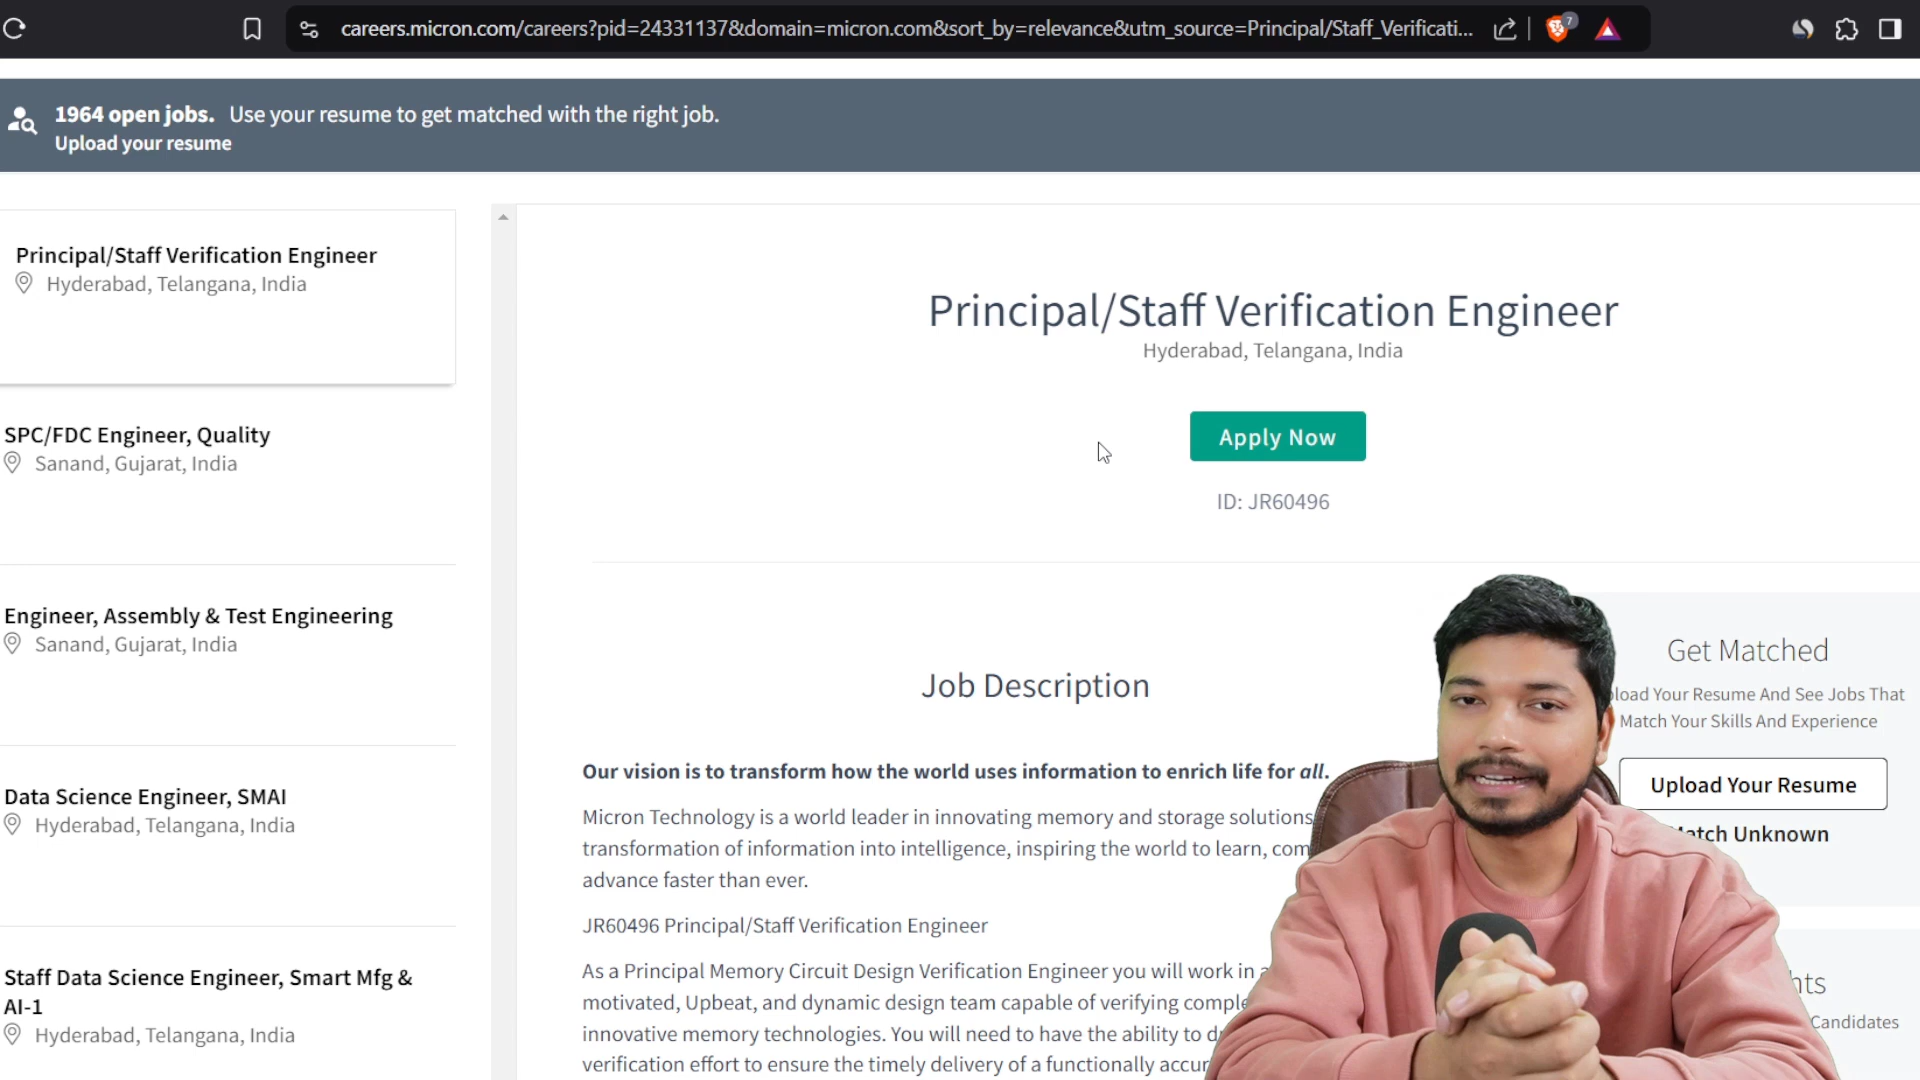 careers.micron.com/careers?pid=24331137&domain=micron.com&sort_by=relevance&utm_source=Principal/Staff_Verificati...
7
1964 open jobs. Use your resume to get matched with the right job.
Upload your resume
Principal/Staff Verification Engineer
Hyderabad, Telangana, India
SPC/FDC Engineer, Quality
Sanand, Gujarat, India
Engineer, Assembly & Test Engineering
Sanand, Gujarat, India
Data Science Engineer, SMAI
Hyderabad, Telangana, India
Staff Data Science Engineer, Smart Mfg &
AI-1
Hyderabad, Telangana, India
Principal/Staff Verification Engineer
Hyderabad, Telangana, India
Apply Now
ID: JR60496
Job Description
Our vision is to transform how the world uses information to enrich life for all.
Micron Technology is a world leader in innovating memory and storage solutions
transformation of information into intelligence, inspiring the world to learn,
advance faster than ever.
JR60496 Principal/Staff Verification Engineer
As a Principal Memory Circuit Design Verification Engineer you will work in
motivated, Upbeat, and dynamic design team capable of verifying
innovative memory technologies. You will need to have the ability to
verification effort to ensure the timely delivery of a functionally
Get Matched
Your Resume And See Jobs That
Match Your Skills And Experience
Upload Your Resume
Unknown
Candidates